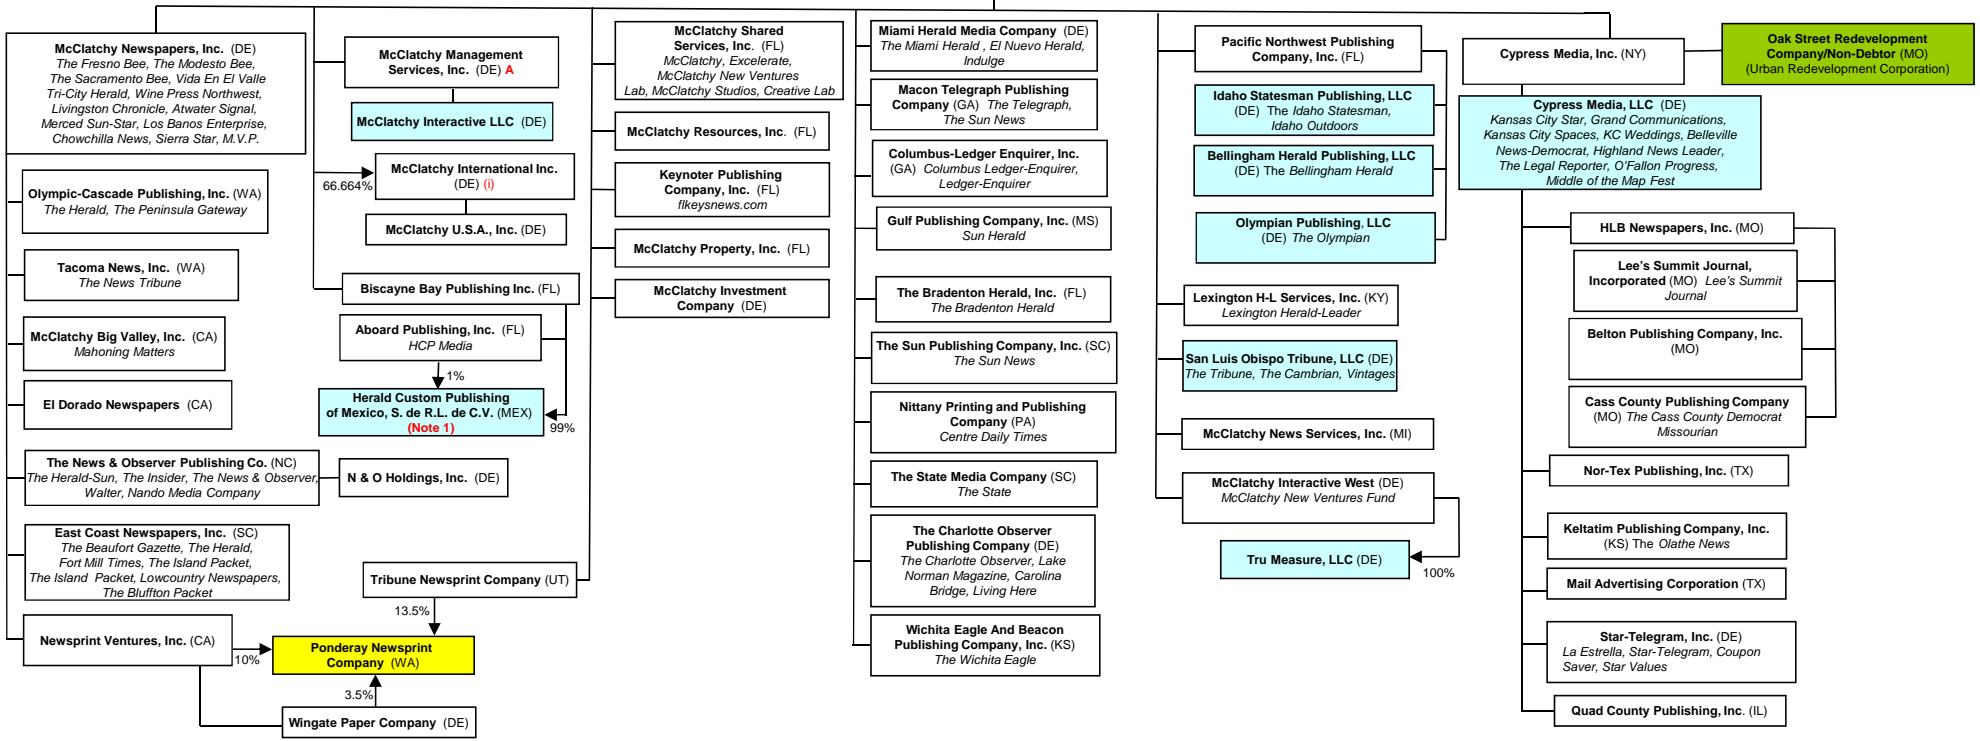 McClatchy Newspapers, Inc. (DE)
The Fresno Bee, The Modesto Bee,
The Sacramento Bee, Vida En El Valle
Tri-City Herald, Wine Press Northwest,
Livingston Chronicle, Atwater Signal,
Merced Sun-Star, Los Banos Enterprise,
Chowchilla News, Sierra Star, M.V.P.
Olympic-Cascade Publishing, Inc. (WA)
The Herald, The Peninsula Gateway
Tacoma News, Inc. (WA)
The News Tribune
McClatchy Big Valley, Inc. (CA)
Mahoning Matters
El Dorado Newspapers (CA)
The News & Observer Publishing Co. (NC)
The Herald-Sun, The Insider, The News & Observer,
Walter, Nando Media Company
N & O Holdings, Inc. (DE)
East Coast Newspapers, Inc. (SC)
The Beaufort Gazette, The Herald,
Fort Mill Times, The Island Packet,
The Island Packet, Lowcountry Newspapers,
The Bluffton Packet
Newsprint Ventures, Inc. (CA)
10%
Ponderay Newsprint
Company (WA)
3.5%
Wingate Paper Company (DE)
McClatchy Management
Services, Inc. (DE) A
McClatchy Interactive LLC (DE)
66.664%
McClatchy International Inc.
(DE) (i)
McClatchy U.S.A., Inc. (DE)
Biscayne Bay Publishing Inc. (FL)
Aboard Publishing, Inc. (FL)
HCP Media
1%
Herald Custom Publishing
of Mexico, S. de R.L. de C.V. (MEX)
(Note 1)
99%
Tribune Newsprint Company (UT)
13.5%
McClatchy Shared
Services, Inc. (FL)
McClatchy, Excelerate,
McClatchy New Ventures
Lab, McClatchy Studios, Creative Lab
McClatchy Resources, Inc. (FL)
Keynoter Publishing
Company, Inc. (FL)
flkeysnews.com
McClatchy Property, Inc. (FL)
McClatchy Investment
Company (DE)
Miami Herald Media Company (DE)
The Miami Herald , El Nuevo Herald,
Indulge
Macon Telegraph Publishing
Company (GA) The Telegraph,
The Sun News
Columbus-Ledger Enquirer, Inc.
(GA) Columbus Ledger-Enquirer,
Ledger-Enquirer
Gulf Publishing Company, Inc. (MS)
Sun Herald
The Bradenton Herald, Inc. (FL)
The Bradenton Herald
The Sun Publishing Company, Inc. (SC)
The Sun News
Nittany Printing and Publishing
Company (PA)
Centre Daily Times
The State Media Company (SC)
The State
The Charlotte Observer
Publishing Company (DE)
The Charlotte Observer, Lake
Norman Magazine, Carolina
Bridge, Living Here
Wichita Eagle And Beacon
Publishing Company, Inc. (KS)
The Wichita Eagle
Pacific Northwest Publishing
Company, Inc. (FL)
Idaho Statesman Publishing, LLC
(DE) The Idaho Statesman,
Idaho Outdoors
Bellingham Herald Publishing, LLC
(DE) The Bellingham Herald
Olympian Publishing, LLC
(DE) The Olympian
Lexington H-L Services, Inc. (KY)
Lexington Herald-Leader
San Luis Obispo Tribune, LLC (DE)
The Tribune, The Cambrian, Vintages
McClatchy News Services, Inc. (MI)
McClatchy Interactive West (DE)
McClatchy New Ventures Fund
Tru Measure, LLC (DE)
100%
Cypress Media, Inc. (NY)
Oak Street Redevelopment
Company/Non-Debtor (MO)
(Urban Redevelopment Corporation)
Cypress Media, LLC (DE)
Kansas City Star, Grand Communications,
Kansas City Spaces, KC Weddings, Belleville
News-Democrat, Highland News Leader,
The Legal Reporter, O'Fallon Progress,
Middle of the Map Fest
HLB Newspapers, Inc. (MO)
Lee's Summit Journal,
Incorporated (MO) Lee's Summit
Journal
Belton Publishing Company, Inc.
(MO)
Cass County Publishing Company
(MO) The Cass County Democrat
Missourian
Nor-Tex Publishing, Inc. (TX)
Keltatim Publishing Company, Inc.
(KS) The Olathe News
Mail Advertising Corporation (TX)
Star-Telegram, Inc. (DE)
La Estrella, Star-Telegram, Coupon
Saver, Star Values
Quad County Publishing, Inc. (IL)